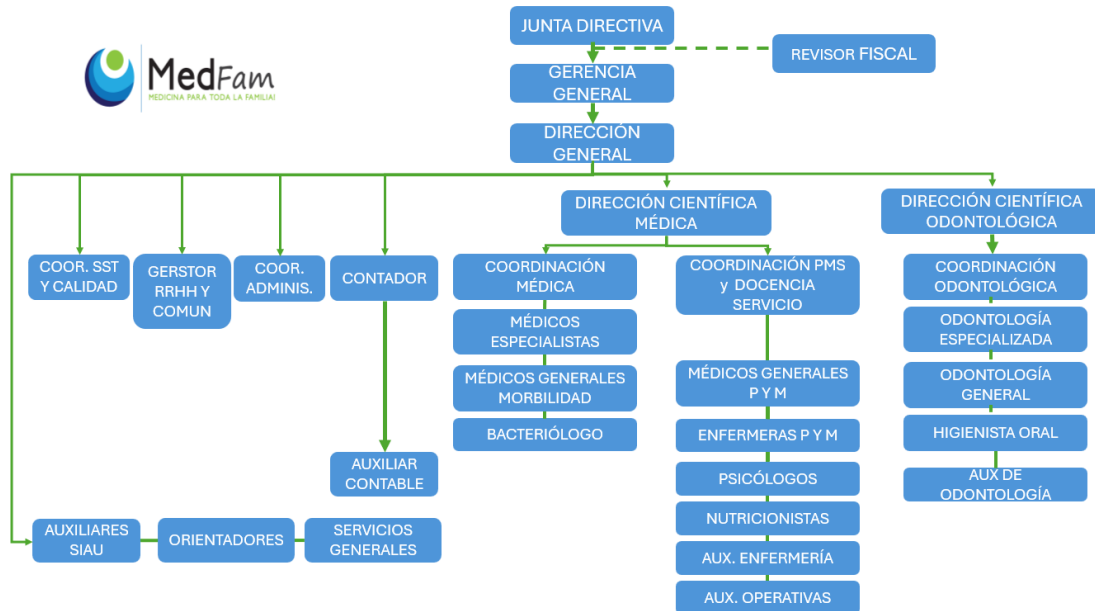 JUNTA DIRECTIVA
REVISOR FISCAL
MedFam
MEDICINA PARA TODA LA FAMILIA!
GERENCIA
GENERAL
DIRECCIÓN
GENERAL
DIRECCIÓN CIENTÍFICA
MÉDICA
DIRECCIÓN CIENTÍFICA
ODONTOLÓGICA
COOR. SST
Y CALIDAD
GERSTOR
RRHH Y
COMUN
COOR.
ADMINIS.
CONTADOR
COORDINACIÓN
MÉDICA
COORDINACIÓN PMS
y DOCENCIA
SERVICIO
COORDINACIÓN
ODONTOLÓGICA
MÉDICOS
ESPECIALISTAS
ODONTOLOGÍA
ESPECIALIZADA
MÉDICOS GENERALES
MORBILIDAD
MÉDICOS GENERALES
P Y M
ODONTOLOGÍA
GENERAL
BACTERIÓLOGO
ENFERMERAS P Y M
HIGIENISTA ORAL
AUXILIAR
CONTABLE
PSICÓLOGOS
AUX DE
ODONTOLOGÍA
AUXILIARES
SIAU
ORIENTADORES
SERVICIOS
GENERALES
NUTRICIONISTAS
AUX. ENFERMERÍA
AUX. OPERATIVAS